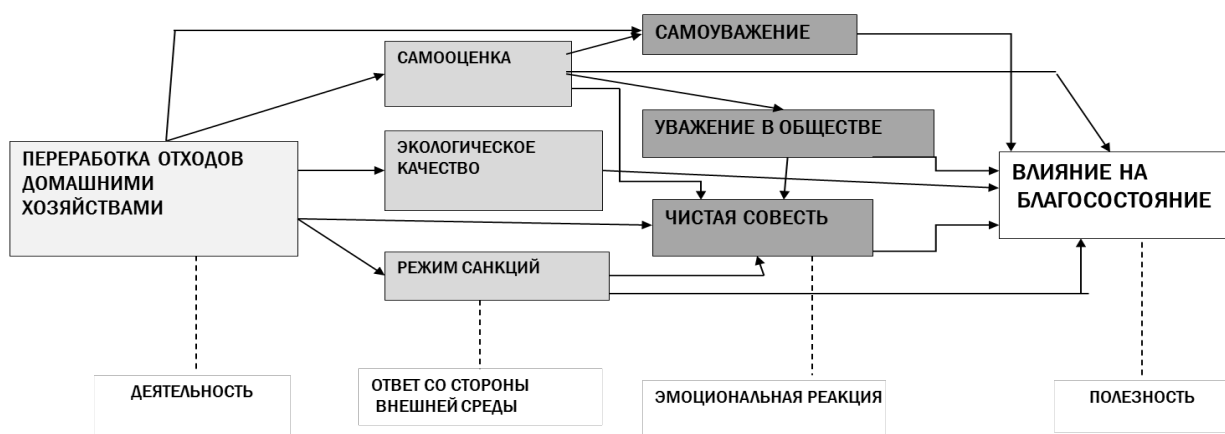 САМОУВАЖЕНИЕ
САМООЦЕНКА
УВАЖЕНИЕ В ОБЩЕСТВЕ
ПЕРЕРАБОТКА ОТХОДОВ
ДОМАШНИМИ
ХОЗЯЙСТВАМИ
ЭКОЛОГИЧЕСКОЕ
КАЧЕСТВО
ВЛИЯНИЕ НА
БЛАГОСОСТОЯНИЕ
ЧИСТАЯ СОВЕСТЬ
РЕЖИМ САНКЦИЙ
ДЕЯТЕЛЬНОСТЬ
ОТВЕТ СО СТОРОНЫ
ВНЕШНЕЙ СРЕДЫ
ЭМОЦИОНАЛЬНАЯ РЕАКЦИЯ
ПОЛЕЗНОСТЬ